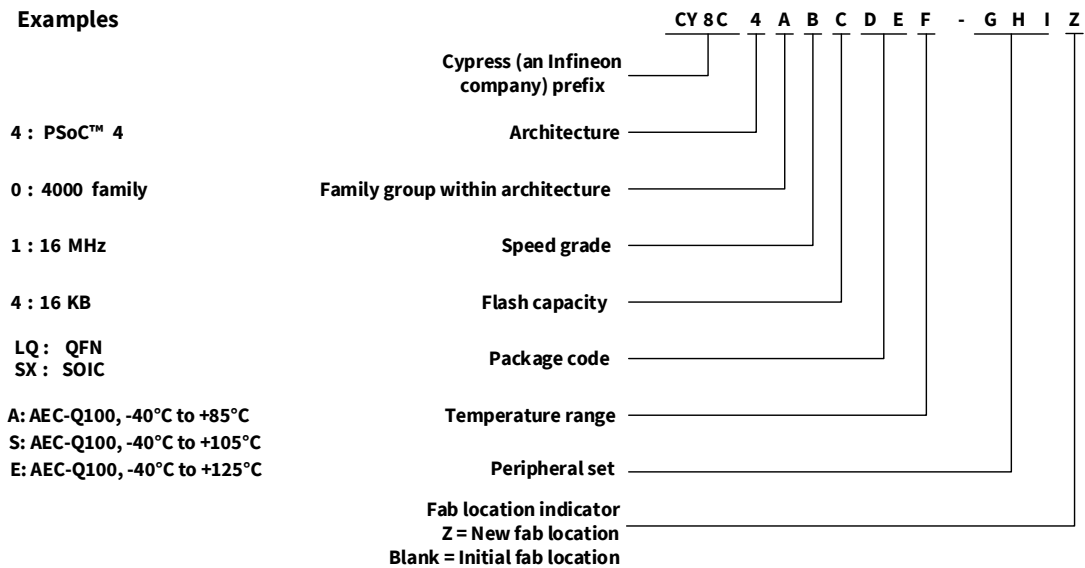 Examples
CY8C 4 A B C D E F - G H I Z
Cypress (an Infineon
company) prefix
4 : PSoC™ 4
Architecture
0 : 4000 family
Family group within architecture
1 : 16 MHz
Speed grade
4 : 16 KB
Flash capacity
LQ : QFN
SX : SOIC
Package code
A: AEC-Q100, -40°C to +85°C
S: AEC-Q100, -40°C to +105°C
E: AEC-Q100, -40°C to +125°C
Temperature range
Peripheral set
Fab location indicator
Z = New fab location
Blank = Initial fab location